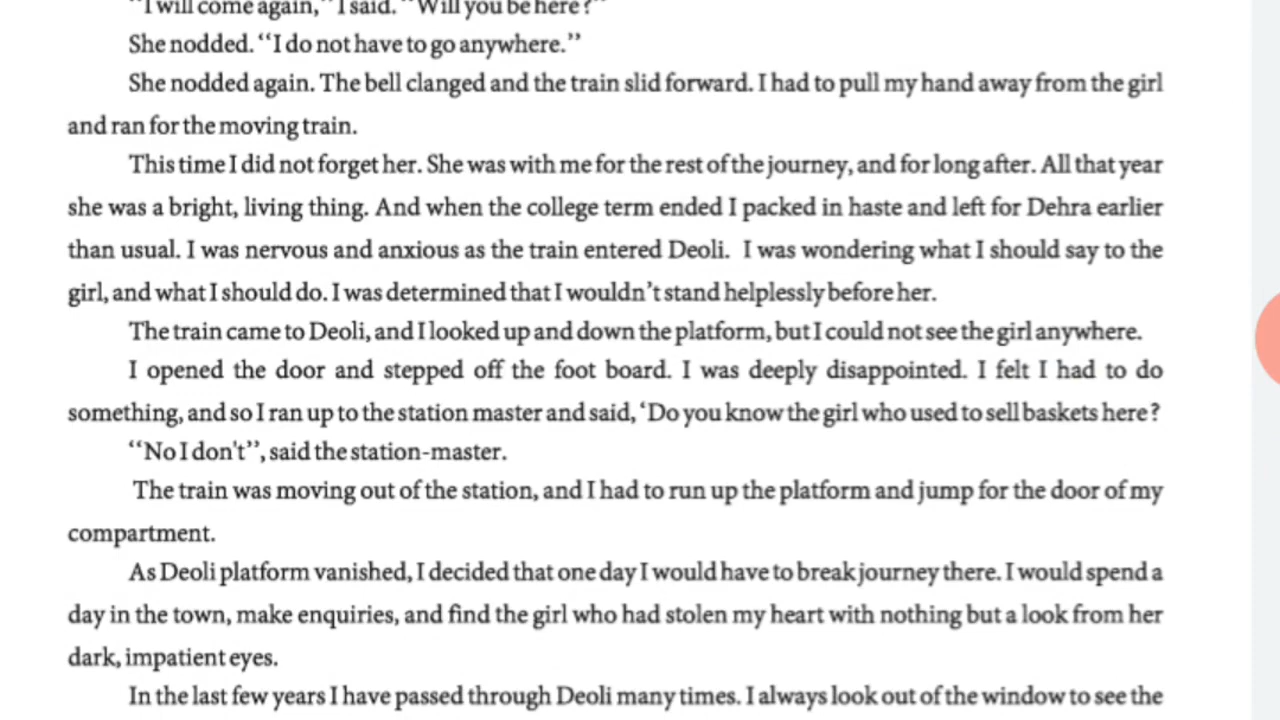 “I will come again,” I said. “Will you be here?”
She nodded. “I do not have to go anywhere.”
She nodded again. The bell clanged and the train slid forward. I had to pull my hand away from the girl
and ran for the moving train.
This time I did not forget her. She was with me for the rest of the journey, and for long after. All that year
she was a bright, living thing. And when the college term ended I packed in haste and left for Dehra earlier
than usual. I was nervous and anxious as the train entered Deoli.  I was wondering what I should say to the
girl, and what I should do. I was determined that I wouldn’t stand helplessly before her.
The train came to Deoli, and I looked up and down the platform, but I could not see the girl anywhere.
I opened the door and stepped off the foot board. I was deeply disappointed. I felt I had to do
something, and so I ran up to the station master and said, ‘Do you know the girl who used to sell baskets here?
“No I don't”, said the station-master.
The train was moving out of the station, and I had to run up the platform and jump for the door of my
compartment.
As Deoli platform vanished, I decided that one day I would have to break journey there. I would spend a
day in the town, make enquiries, and find the girl who had stolen my heart with nothing but a look from her
dark, impatient eyes.
In the last few years I have passed through Deoli many times. I always look out of the window to see the